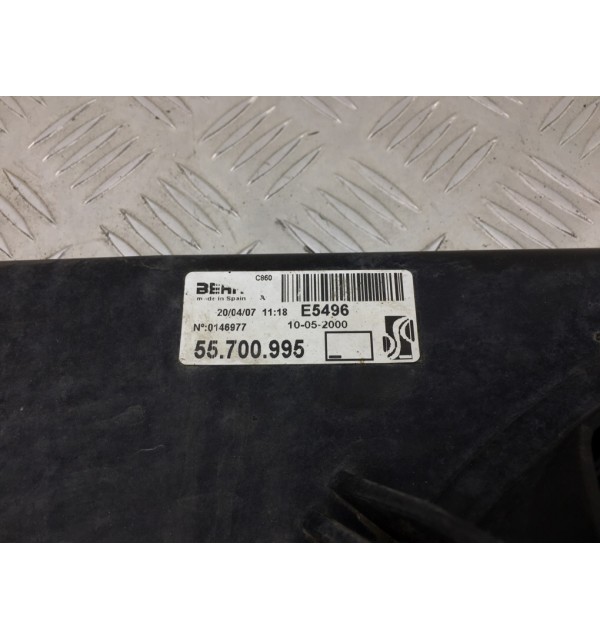 C860
BEHR
made in Spain A
20/04/07 11:18 E5496
Nº:0146977 10-05-2000
55.700.995